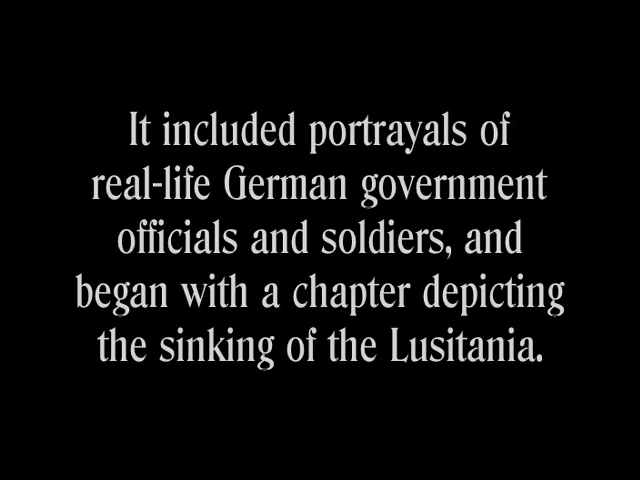 It included portrayals of
real-life German government
officials and soldiers, and
began with a chapter depicting
the sinking of the Lusitania.